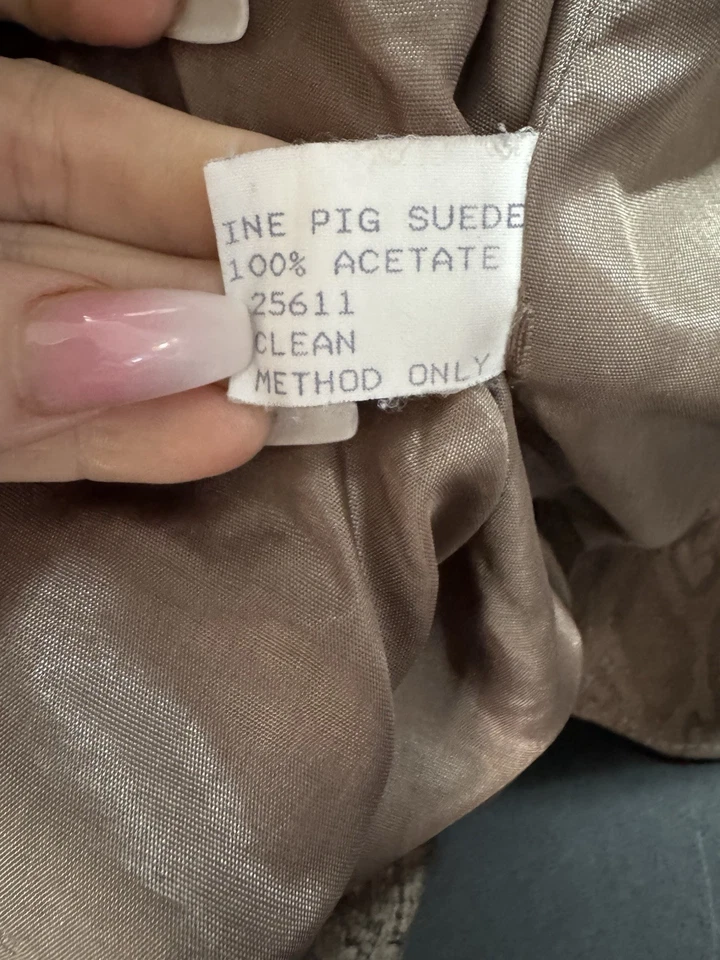 INE PIG SUEDE
100% ACETATE
25611
CLEAN
METHOD ONLY